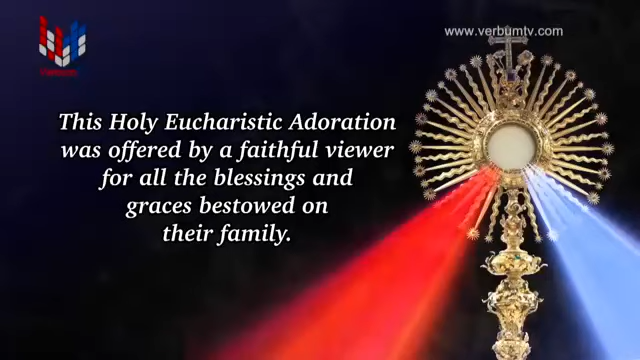 www.verbumtv.com
Verbumtv
This Holy Eucharistic Adoration
was offered by a faithful viewer
for all the blessings and
graces bestowed on
their family.